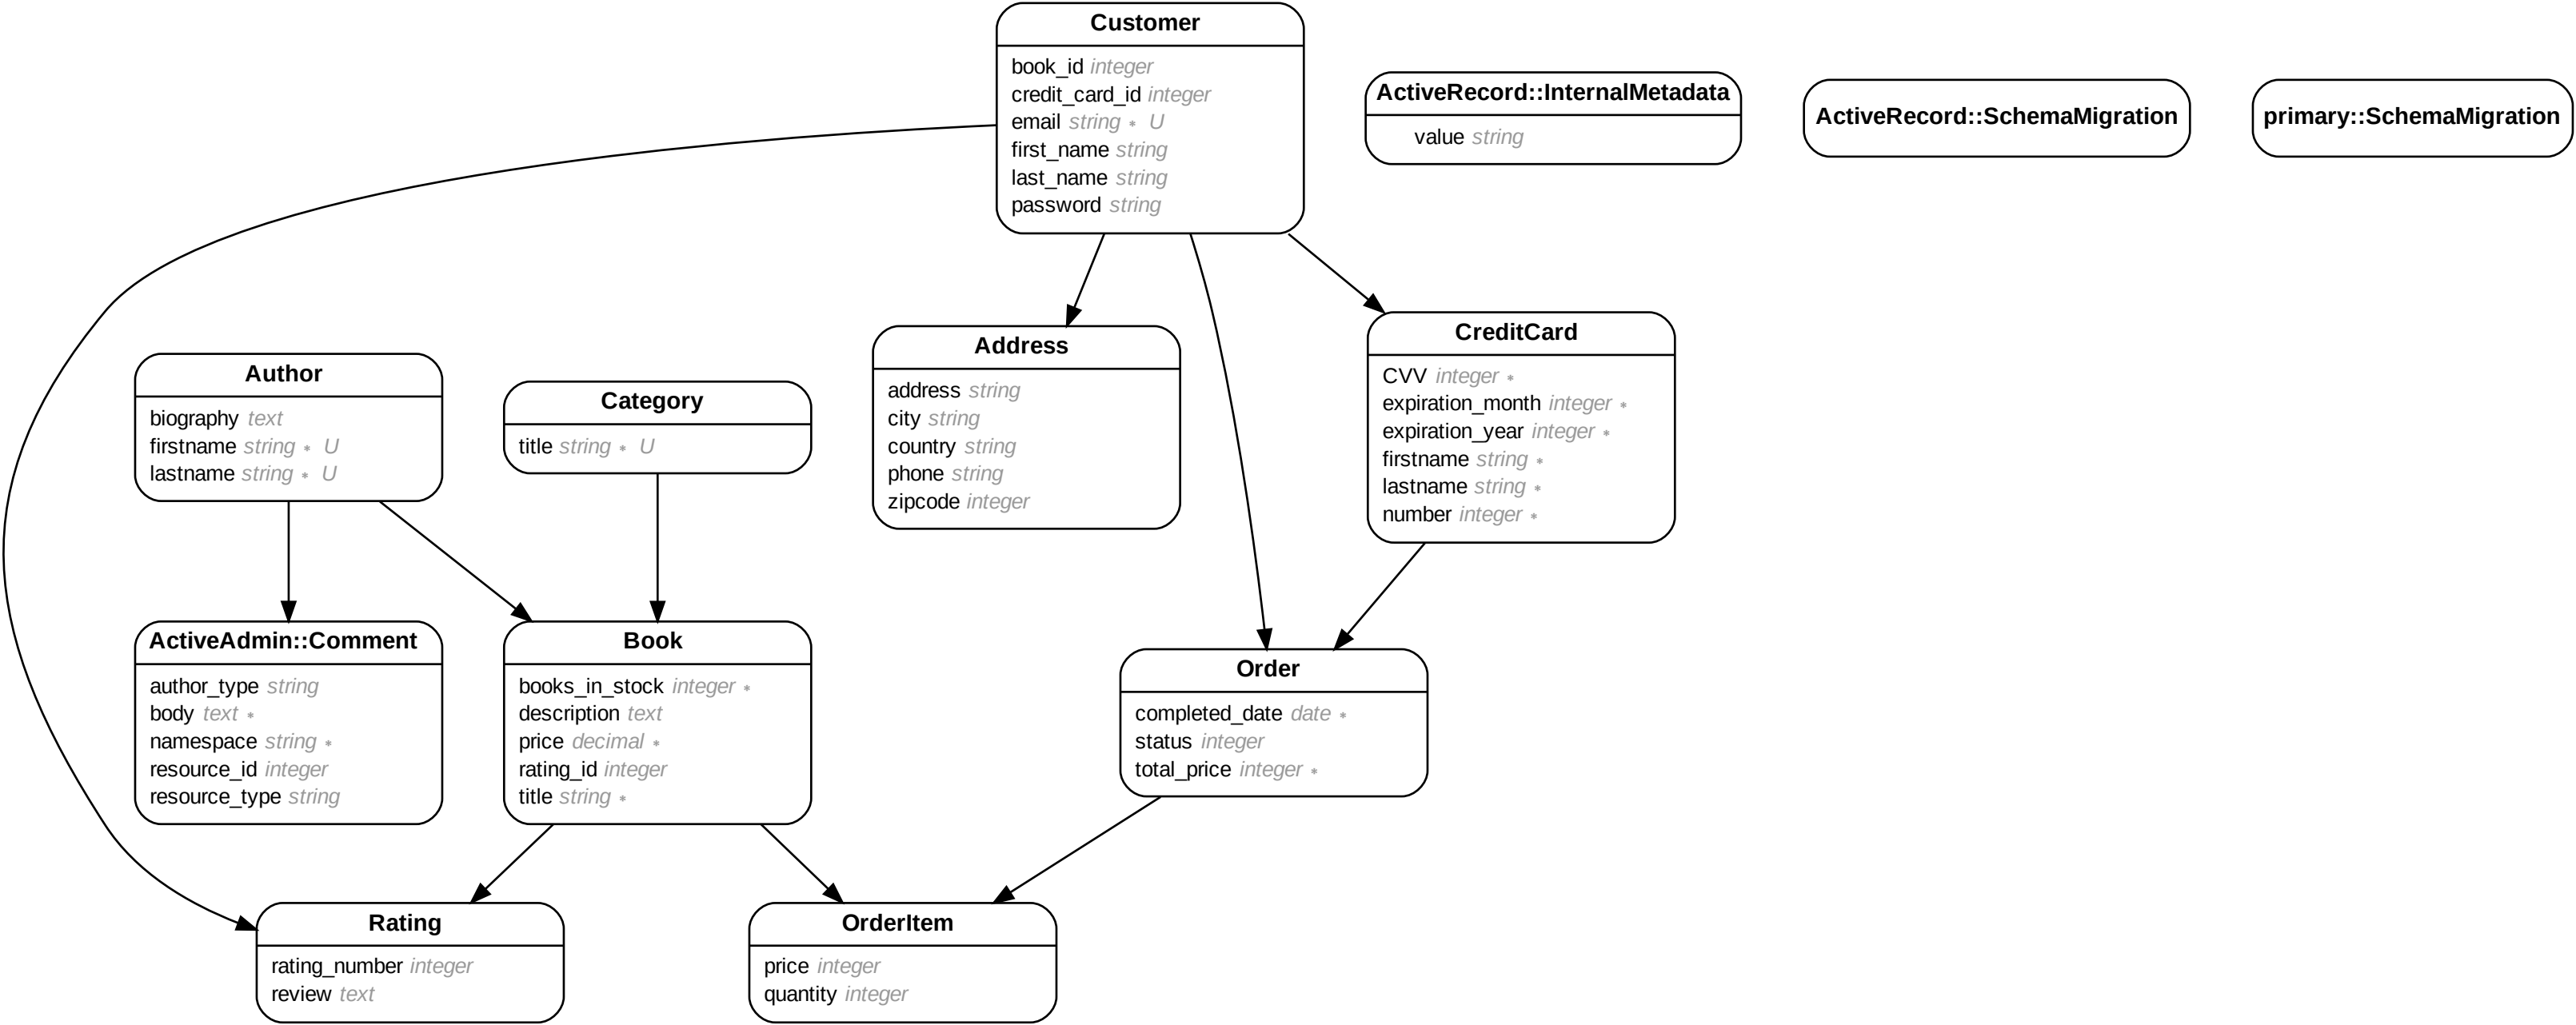 Customer
book_id integer
credit_card_id integer
email string * U
first_name string
last_name string
password string
ActiveRecord::InternalMetadata
value string
ActiveRecord::SchemaMigration
primary::SchemaMigration
Author
biography text
firstname string * U
lastname string * U
Category
title string * U
Address
address string
city string
country string
phone string
zipcode integer
CreditCard
CVV integer *
expiration_month integer *
expiration_year integer *
firstname string *
lastname string *
number integer *
ActiveAdmin::Comment
author_type string
body text *
namespace string *
resource_id integer
resource_type string
Book
books_in_stock integer *
description text
price decimal *
rating_id integer
title string *
Order
completed_date date *
status integer
total_price integer *
Rating
rating_number integer
review text
OrderItem
price integer
quantity integer